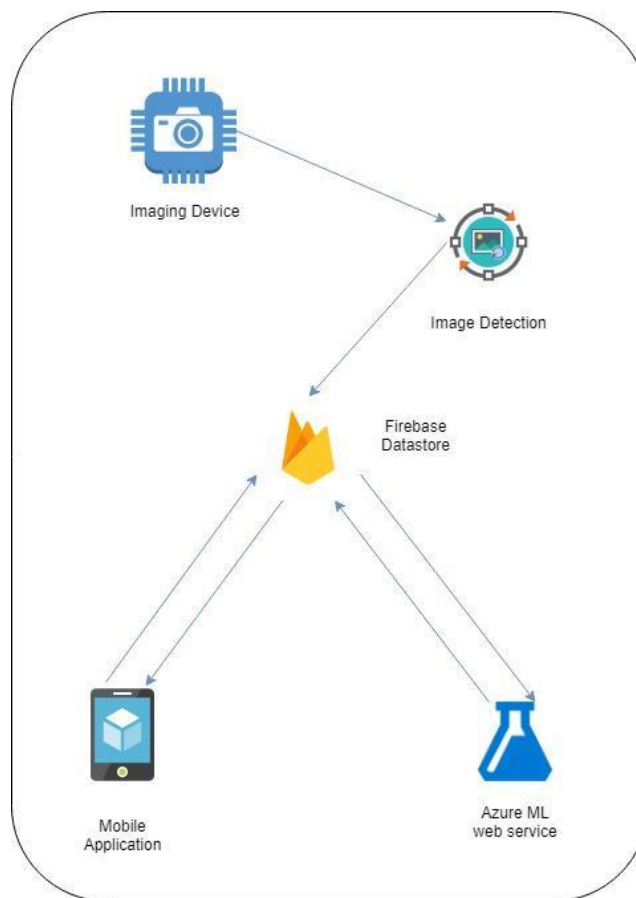 Imaging Device
Image Detection
Firebase
Datastore
Mobile
Application
Azure ML
web service